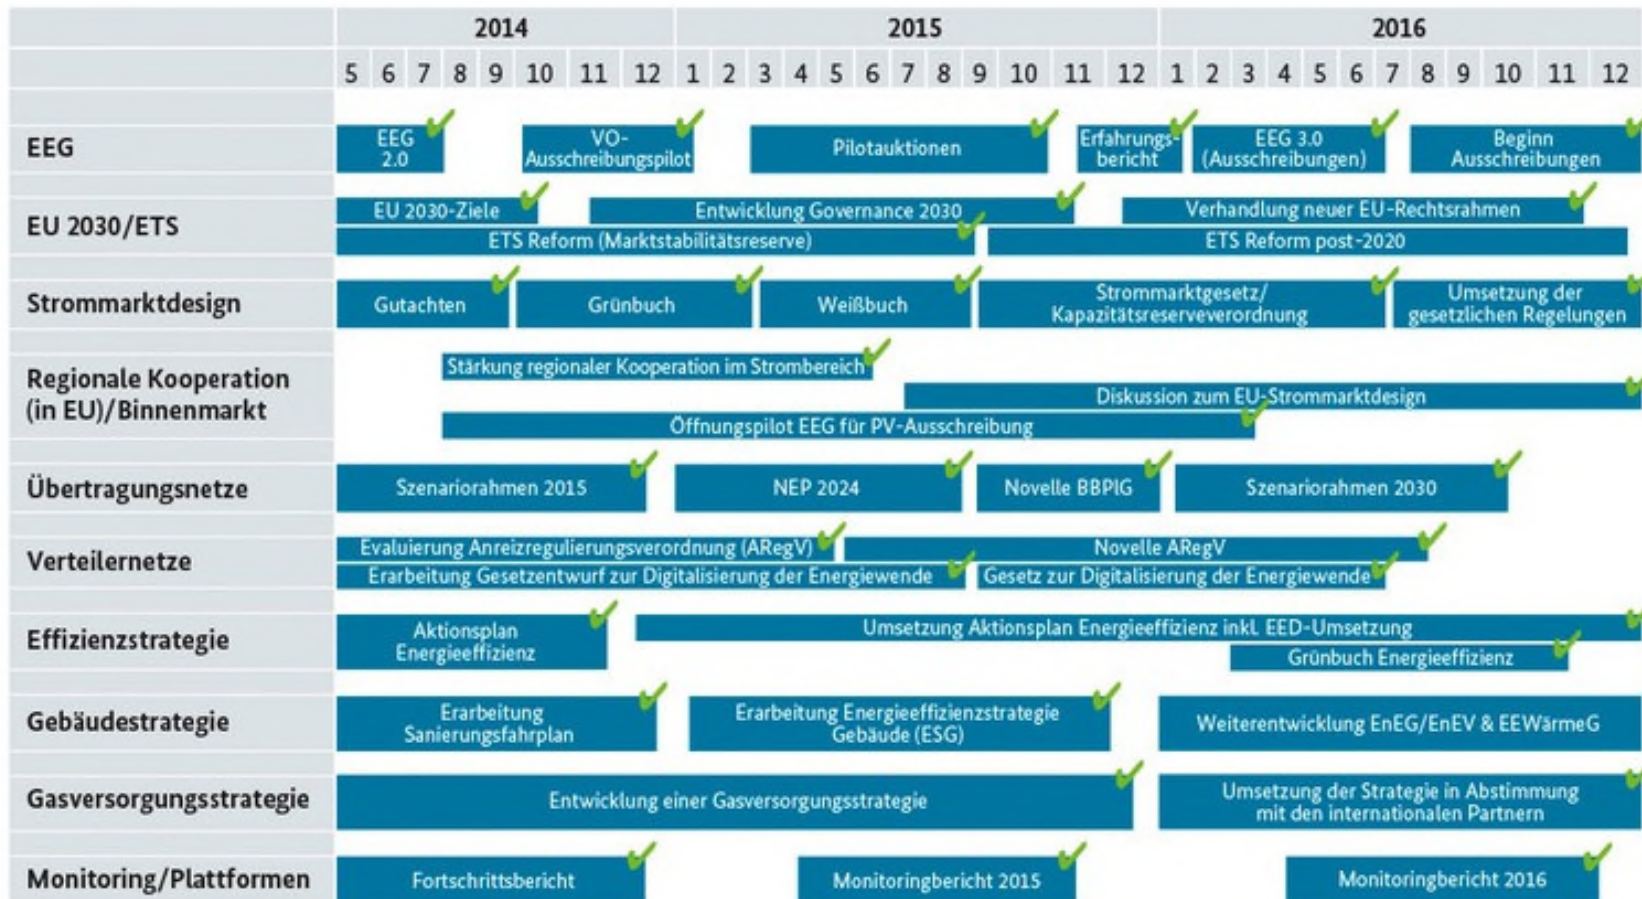 2014 2015 2016
5 6 7 8 9 10 11 12 1 2 3 4 5 6 7 8 9 10 11 12 1 2 3 4 5 6 7 8 9 10 11 12
EEG
EEG
2.0
VO-
Ausschreibungspilot
Pilotauktionen
Erfahrungs-
bericht
EEG 3.0
(Ausschreibungen)
Beginn
Ausschreibungen
EU 2030/ETS
EU 2030-Ziele
Entwicklung Governance 2030
Verhandlung neuer EU-Rechtsrahmen
ETS Reform (Marktstabilitätsreserve)
ETS Reform post-2020
Strommarktdesign
Gutachten
Grünbuch
Weißbuch
Strommarktgesetz/
Kapazitätsreserveverordnung
Umsetzung der
gesetzlichen Regelungen
Regionale Kooperation
(in EU)/Binnenmarkt
Stärkung regionaler Kooperation im Strombereich
Diskussion zum EU-Strommarktdesign
Öffnungspilot EEG für PV-Ausschreibung
Übertragungsnetze
Szenariorahmen 2015
NEP 2024
Novelle BBPlG
Szenariorahmen 2030
Verteilernetze
Evaluierung Anreizregulierungsverordnung (ARegV)
Novelle ARegV
Erarbeitung Gesetzentwurf zur Digitalisierung der Energiewende
Gesetz zur Digitalisierung der Energiewende
Effizienzstrategie
Aktionsplan
Energieeffizienz
Umsetzung Aktionsplan Energieeffizienz inkl. EED-Umsetzung
Grünbuch Energieeffizienz
Gebäudestrategie
Erarbeitung
Sanierungsfahrplan
Erarbeitung Energieeffizienzstrategie
Gebäude (ESG)
Weiterentwicklung EnEG/EnEV & EEWärmeG
Gasversorgungsstrategie
Entwicklung einer Gasversorgungsstrategie
Umsetzung der Strategie in Abstimmung
mit den internationalen Partnern
Monitoring/Plattformen
Fortschrittsbericht
Monitoringbericht 2015
Monitoringbericht 2016